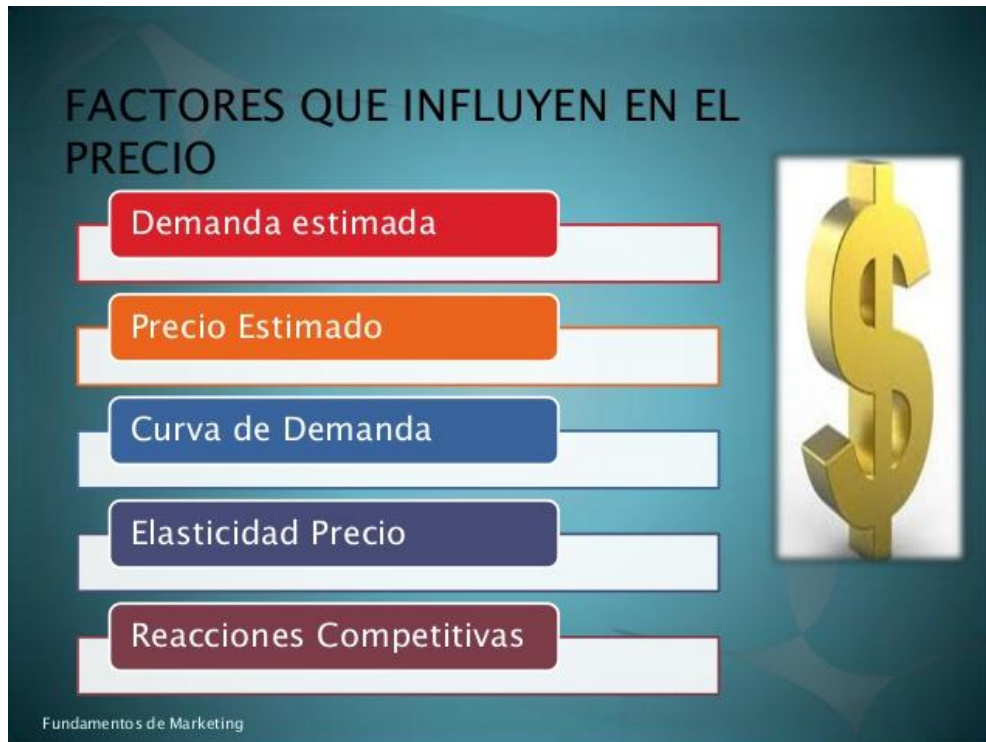 FACTORES QUE INFLUYEN EN EL
PRECIO
Demanda estimada
Precio Estimado
Curva de Demanda
Elasticidad Precio
Reacciones Competitivas
Fundamentos de Marketing